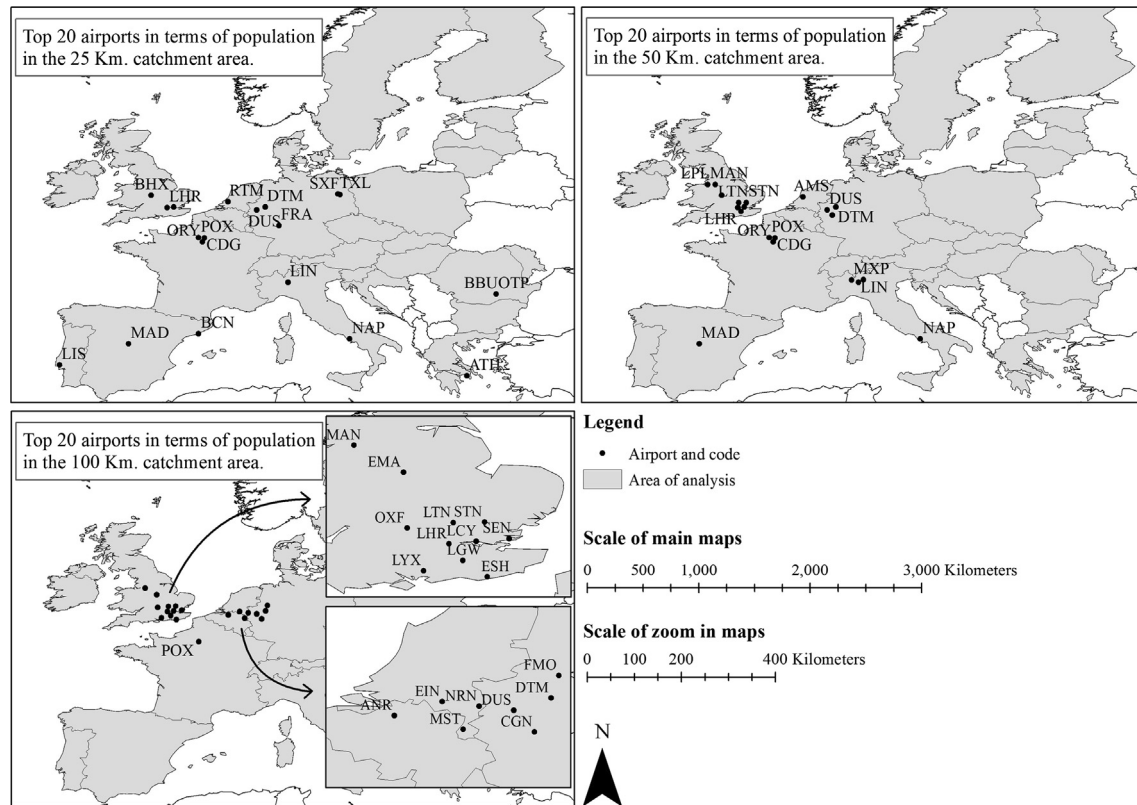 Top 20 airports in terms of population
in the 25 Km. catchment area.
BHX
LHR
RTM
DTM
SXFTXL
DUS
FRA
ORY
POX
CDG
LIN
BBUOTP
BCN
MAD
NAP
LIS
ATH
Top 20 airports in terms of population
in the 50 Km. catchment area.
LPLMAN
LTNSTN
AMS
DUS
LHR
DTM
ORY
POX
CDG
MXP
LIN
MAD
NAP
Top 20 airports in terms of population
in the 100 Km. catchment area.
POX
MAN
EMA
OXF
LTN
STN
LHR
LCY
SEN
LGW
LYX
ESH
FMO
EIN
NRN
DUS
DTM
ANR
MST
CGN
Legend
Airport and code
Area of analysis
Scale of main maps
0 500 1,000 2,000 3,000 Kilometers
Scale of zoom in maps
0 100 200 400 Kilometers
N